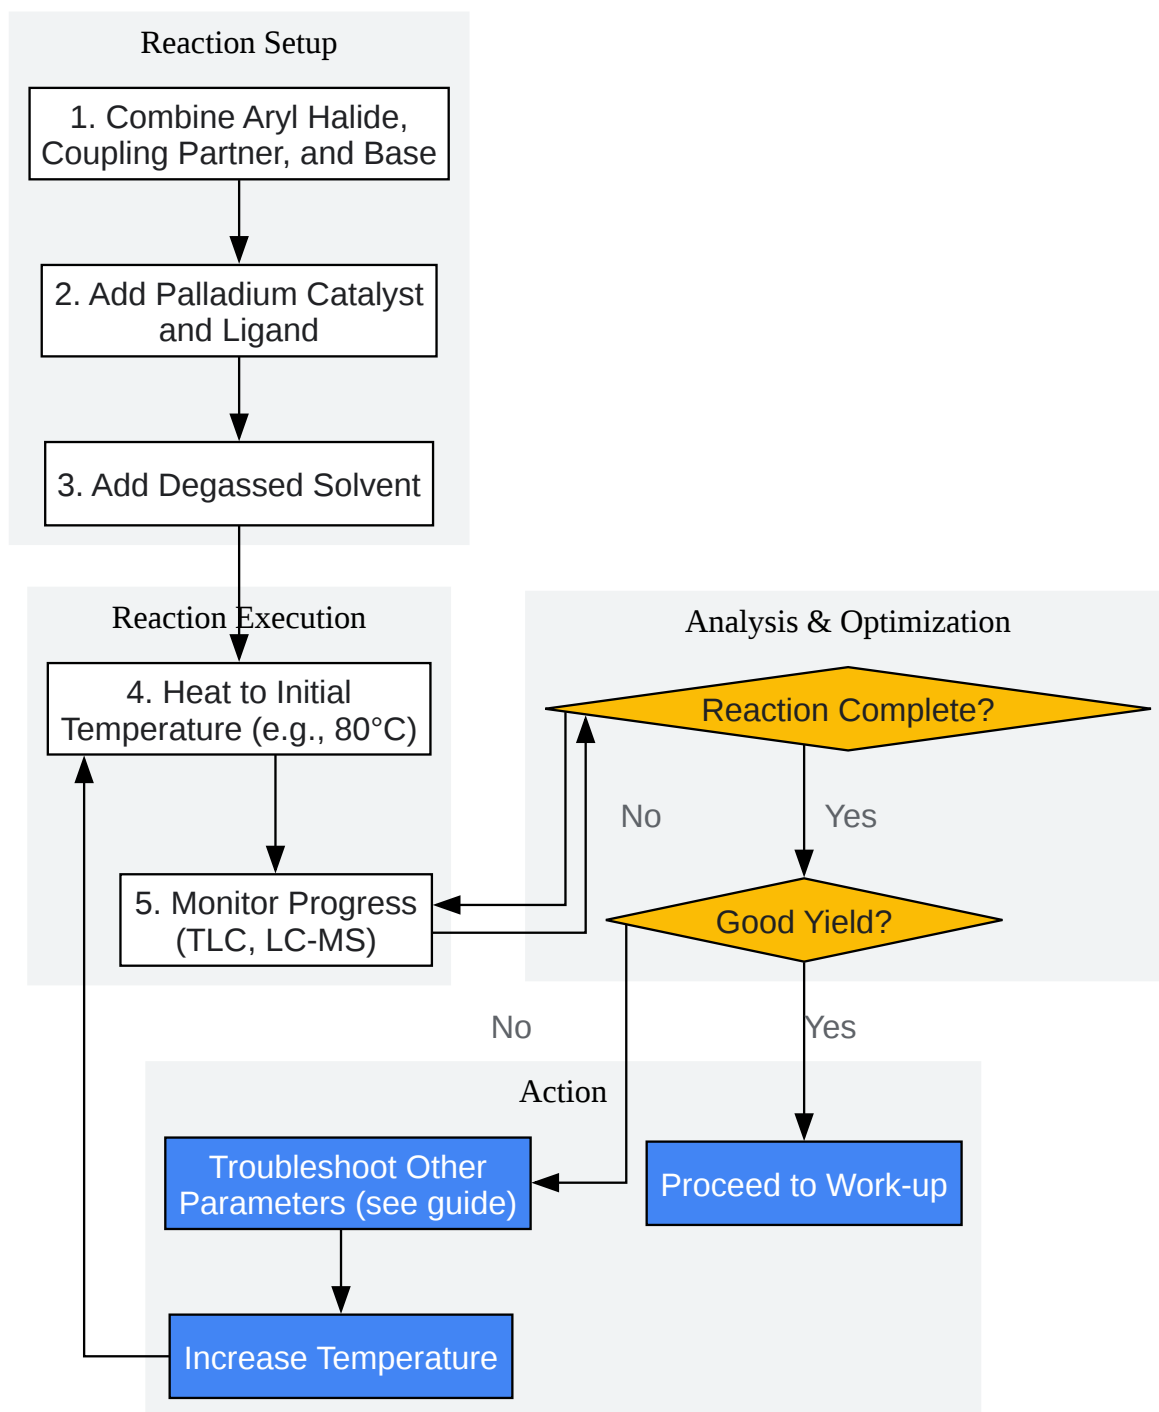 Reaction Setup
1. Combine Aryl Halide,
Coupling Partner, and Base
2. Add Palladium Catalyst
and Ligand
3. Add Degassed Solvent
Reaction Execution
4. Heat to Initial
Temperature (e.g., 80°C)
5. Monitor Progress
(TLC, LC-MS)
Analysis & Optimization
Reaction Complete?
No
Yes
Good Yield?
No
Yes
Action
Troubleshoot Other
Parameters (see guide)
Proceed to Work-up
Increase Temperature